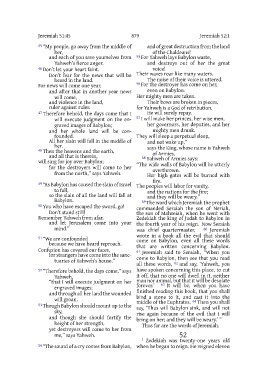 Jeremiah 51:45
879
Jeremiah 52:1
45 "My people, go away from the middle of
her,
and each of you save yourselves from
Yahweh's fierce anger.
46 Don't let your heart faint.
Don't fear for the news that will be
heard in the land.
For news will come one year,
and after that in another year news
will come,
and violence in the land,
ruler against ruler.
47 Therefore behold, the days come that I
will execute judgment on the en-
graved images of Babylon;
and her whole land will be con-
founded.
All her slain will fall in the middle of
her.
48 Then the heavens and the earth,
and all that is therein,
will sing for joy over Babylon;
for the destroyers will come to her
from the north," says Yahweh.
49 "As Babylon has caused the slain of Israel
to fall,
so the slain of all the land will fall at
Babylon.
50 You who have escaped the sword, go!
Don't stand still!
Remember Yahweh from afar,
and let Jerusalem come into your
mind."
51 "We are confounded
because we have heard reproach.
Confusion has covered our faces,
for strangers have come into the sanc-
tuaries of Yahweh's house."
52 "Therefore behold, the days come," says
Yahweh,
"that I will execute judgment on her
engraved images;
and through all her land the wounded
will groan.
53 Though Babylon should mount up to the
sky,
and though she should fortify the
height of her strength,
yet destroyers will come to her from
me," says Yahweh.
54 "The sound of a cry comes from Babylon,
and of great destruction from the land
of the Chaldeans!
55 For Yahweh lays Babylon waste,
and destroys out of her the great
voice!
Their waves roar like many waters.
The noise of their voice is uttered.
56 For the destroyer has come on her,
even on Babylon.
Her mighty men are taken.
Their bows are broken in pieces,
for Yahweh is a God of retribution.
He will surely repay.
57 I will make her princes, her wise men,
her governors, her deputies, and her
mighty men drunk.
They will sleep a perpetual sleep,
and not wake up,"
says the King, whose name is Yahweh
of Armies.
58 Yahweh of Armies says:
"The wide walls of Babylon will be utterly
overthrown.
Her high gates will be burned with
fire.
The peoples will labor for vanity,
and the nations for the fire;
and they will be weary."
59 The word which Jeremiah the prophet
commanded Seraiah the son of Neriah,
the son of Mahseiah, when he went with
Zedekiah the king of Judah to Babylon in
the fourth year of his reign. Now Seraiah
was chief quartermaster. 60 Jeremiah
wrote in a book all the evil that should
come on Babylon, even all these words
that are written concerning Babylon.
61 Jeremiah said to Seraiah, "When you
come to Babylon, then see that you read
all these words, 62 and say, 'Yahweh, you
have spoken concerning this place, to cut
it off, that no one will dwell in it, neither
man nor animal, but that it will be desolate
forever.' 63 It will be, when you have
finished reading this book, that you shall
bind a stone to it, and cast it into the
middle of the Euphrates. 64 Then you shall
say, 'Thus will Babylon sink, and will not
rise again because of the evil that I will
bring on her; and they will be weary.'"
Thus far are the words of Jeremiah.
52
1 Zedekiah was twenty-one years old
when he began to reign. He reigned eleven